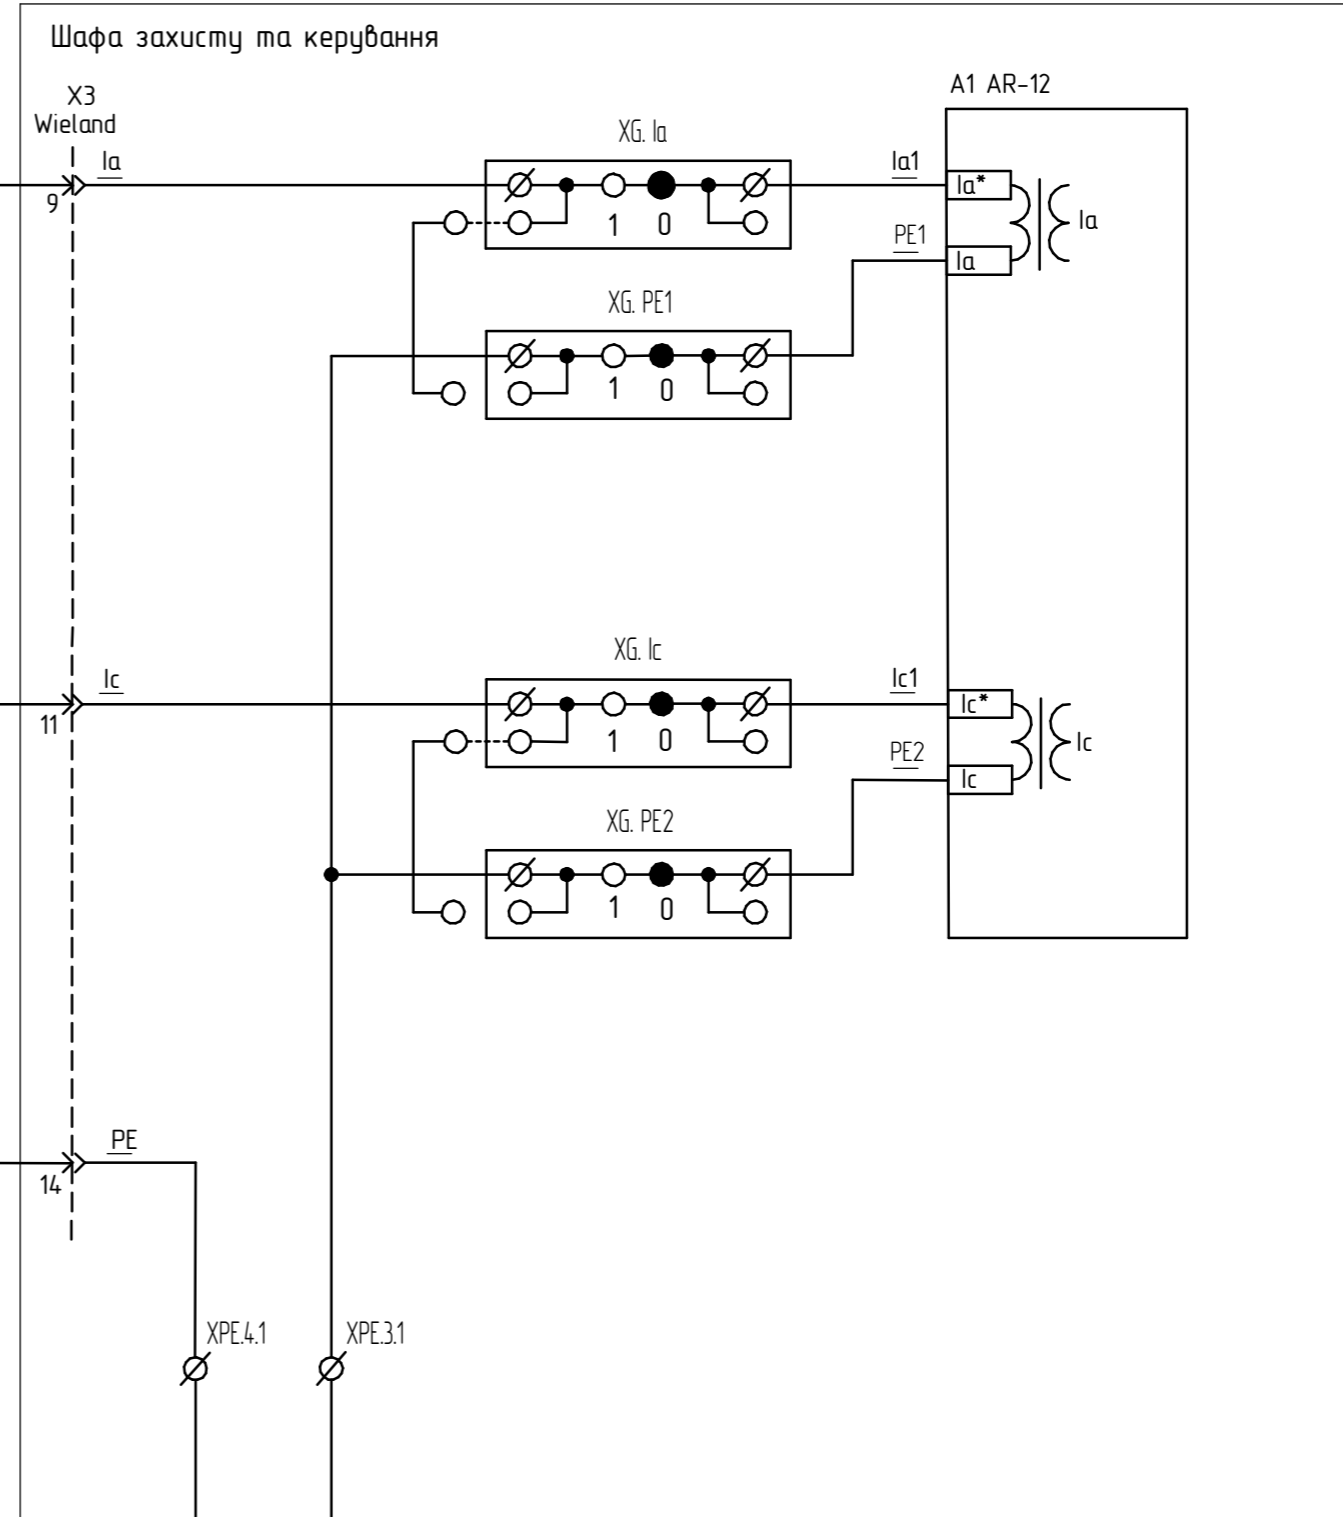 Шафа захисту та керування
A1 AR-12
X3
Wieland
XG. Ia
Ia
Ia1
Ia*
9
1 0
Ia
PE1
Ia
XG. PE1
1 0
XG. Ic
Ic
Ic1
Ic*
11
1 0
Ic
PE2
Ic
XG. PE2
1 0
PE
14
XPE.4.1
XPE.3.1